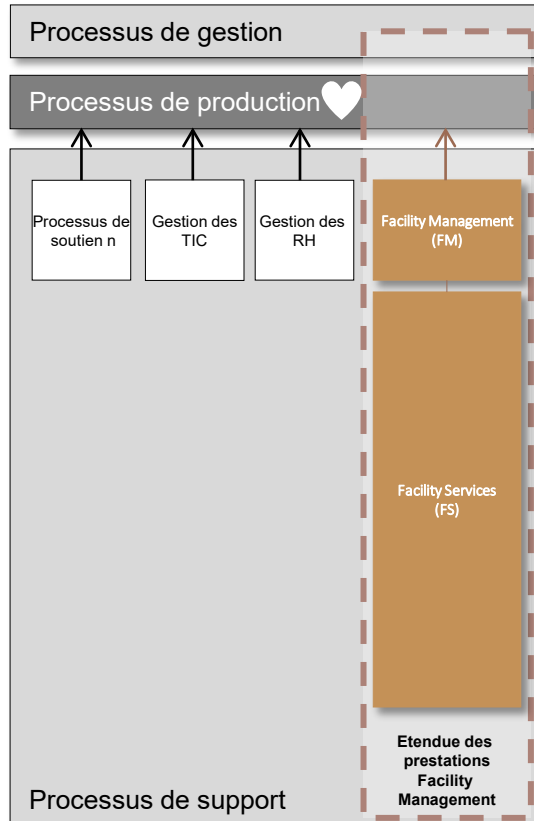 Processus de gestion
Processus de production
Processus de
soutien n
Gestion des
TIC
Gestion des
RH
Facility Management
(FM)
Facility Services
(FS)
Etendue des
prestations
Facility
Management
Processus de support